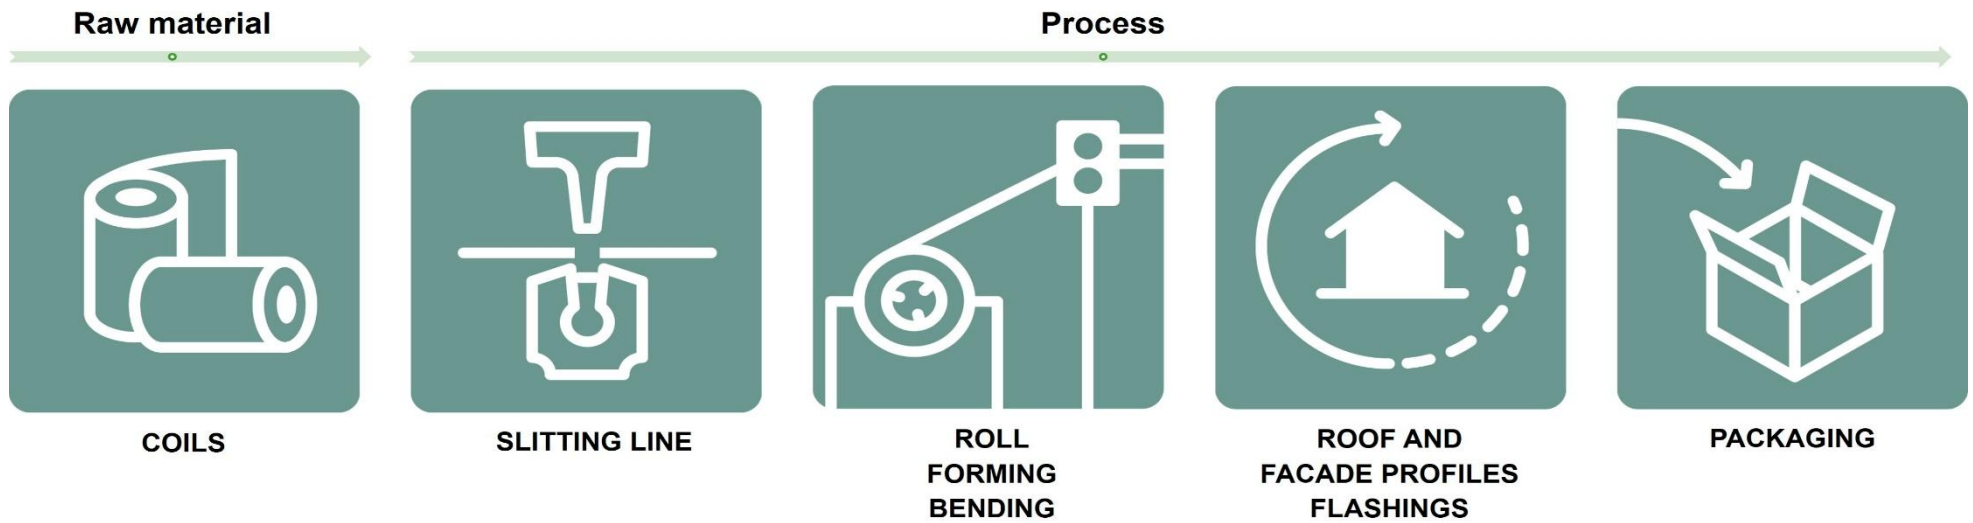 Raw material
Process
COILS
SLITTING LINE
ROLL
FORMING
BENDING
ROOF AND
FACADE PROFILES
FLASHINGS
PACKAGING